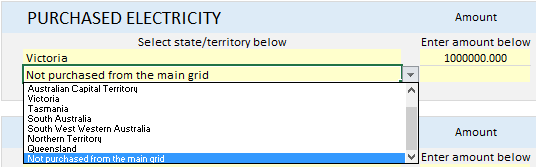 PURCHASED ELECTRICITY Amount
Select state/territory below Enter amount below
Victoria 1000000.000
Not purchased from the main grid
Australian Capital Territory
Victoria
Tasmania
South Australia
South West Western Australia
Northern Territory
Queensland
Not purchased from the main grid
Amount
Enter amount below